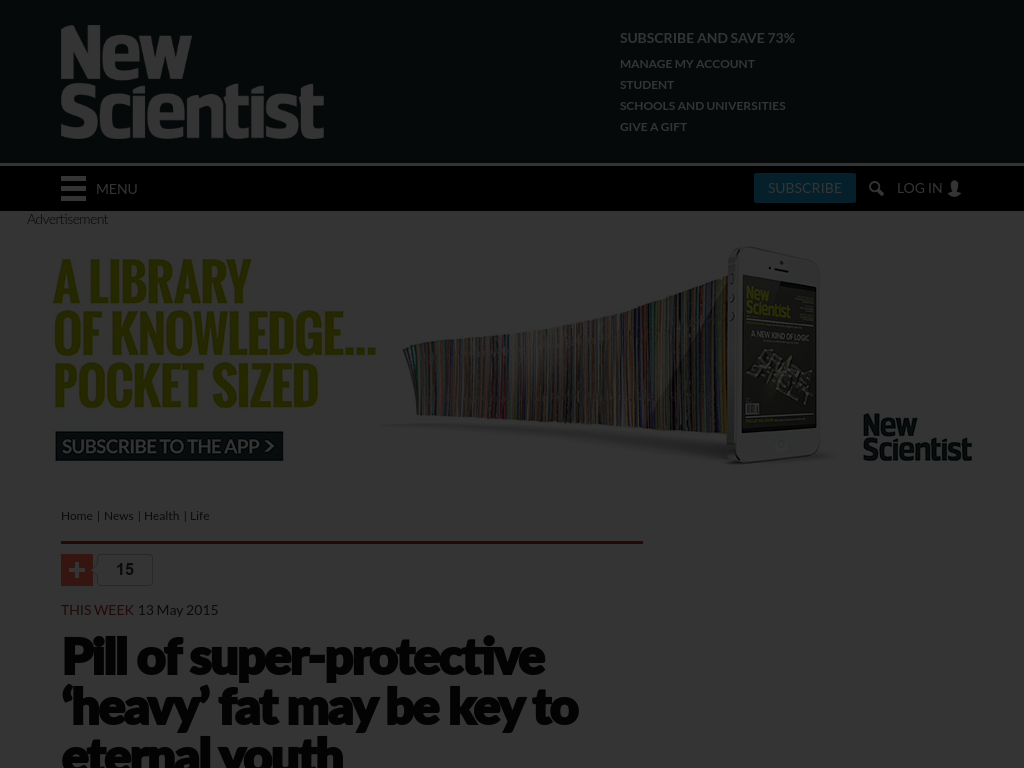 New
Scientist
SUBSCRIBE AND SAVE 73%
MANAGE MY ACCOUNT
STUDENT
SCHOOLS AND UNIVERSITIES
GIVE A GIFT
MENU
SUBSCRIBE
LOG IN
Advertisement
A LIBRARY
OF KNOWLEDGE...
POCKET SIZED
SUBSCRIBE TO THE APP >
New
Scientist
A NEW KIND OF LOGIC
New
Scientist
Home | News | Health | Life
15
THIS WEEK 13 May 2015
Pill of super-protective
‘heavy’ fat may be key to
eternal youth